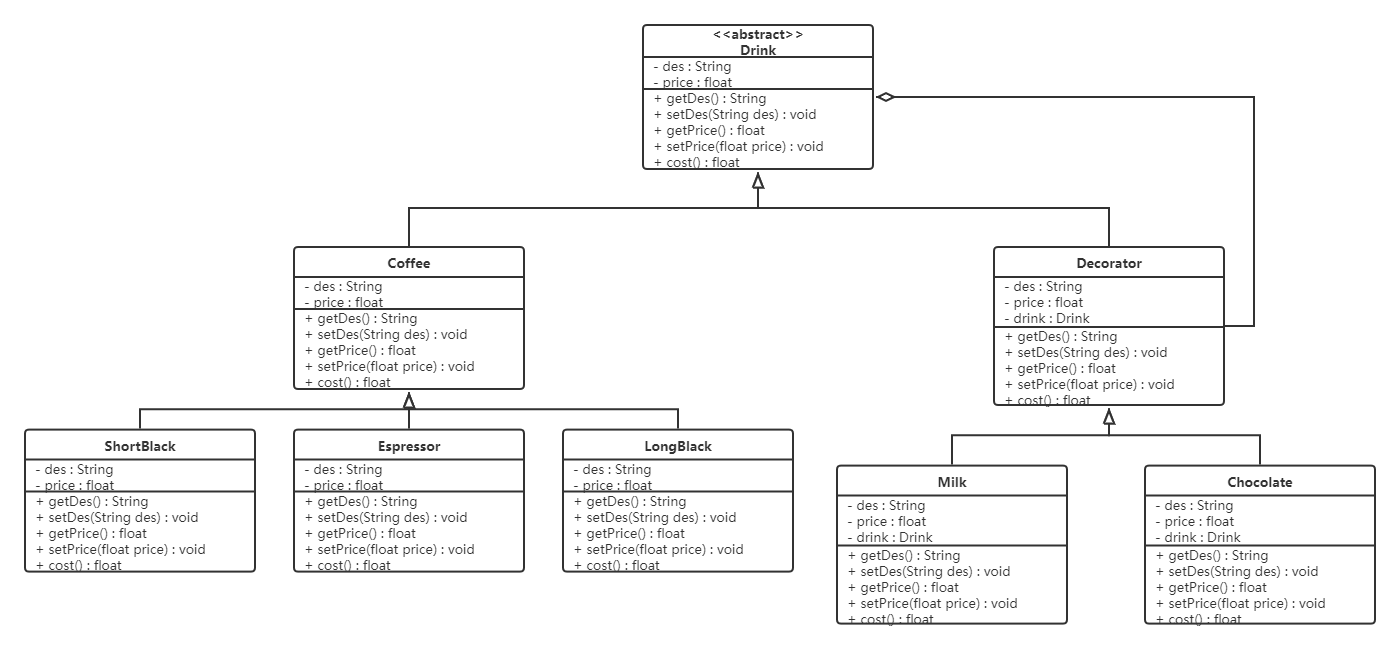 <<abstract>>
Drink
- des : String
- price : float
+ getDes() : String
+ setDes(String des) : void
+ getPrice() : float
+ setPrice(float price) : void
+ cost() : float
Coffee
- des : String
- price : float
+ getDes() : String
+ setDes(String des) : void
+ getPrice() : float
+ setPrice(float price) : void
+ cost() : float
Decorator
- des : String
- price : float
- drink : Drink
+ getDes() : String
+ setDes(String des) : void
+ getPrice() : float
+ setPrice(float price) : void
+ cost() : float
ShortBlack
- des : String
- price : float
+ getDes() : String
+ setDes(String des) : void
+ getPrice() : float
+ setPrice(float price) : void
+ cost() : float
Espressor
- des : String
- price : float
+ getDes() : String
+ setDes(String des) : void
+ getPrice() : float
+ setPrice(float price) : void
+ cost() : float
LongBlack
- des : String
- price : float
+ getDes() : String
+ setDes(String des) : void
+ getPrice() : float
+ setPrice(float price) : void
+ cost() : float
Milk
- des : String
- price : float
- drink : Drink
+ getDes() : String
+ setDes(String des) : void
+ getPrice() : float
+ setPrice(float price) : void
+ cost() : float
Chocolate
- des : String
- price : float
- drink : Drink
+ getDes() : String
+ setDes(String des) : void
+ getPrice() : float
+ setPrice(float price) : void
+ cost() : float